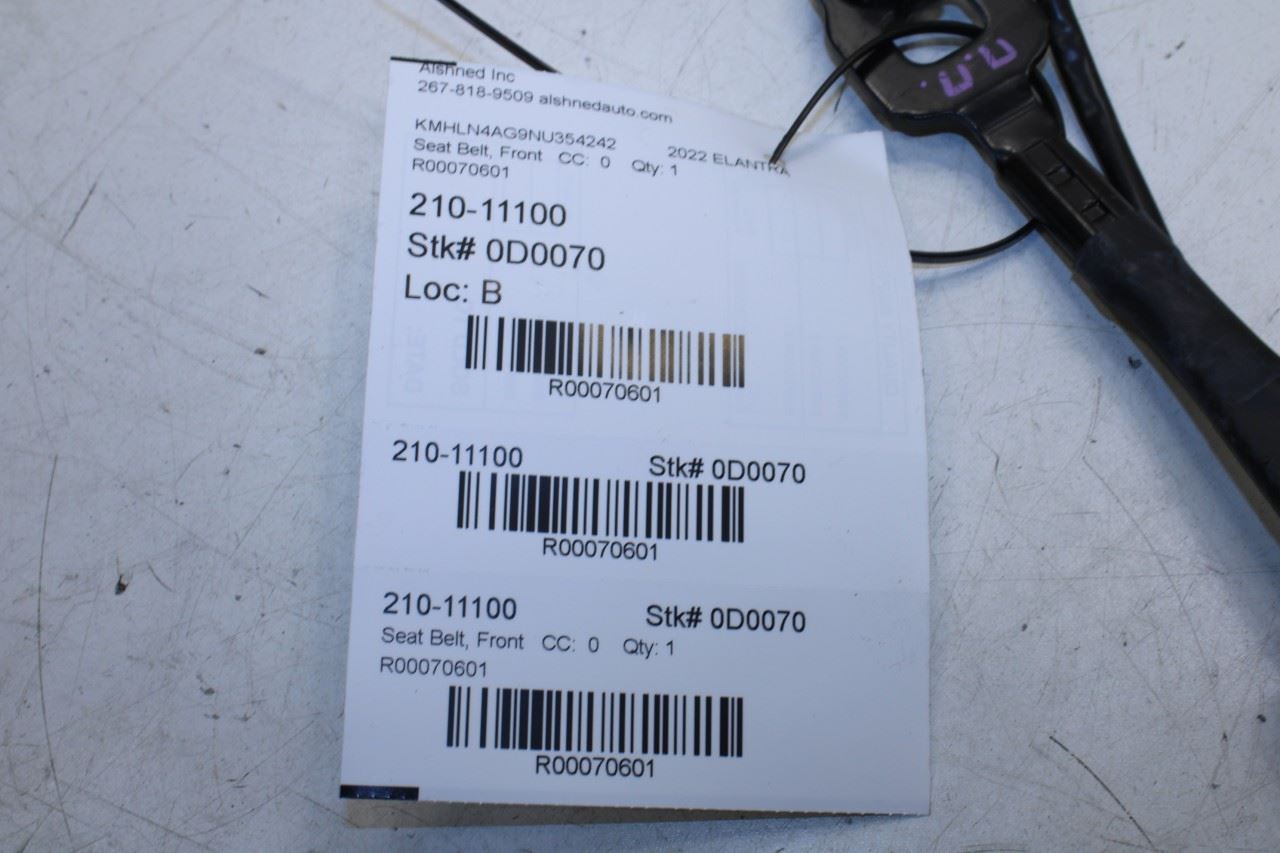 Alshned Inc
267-818-9509 alshnedauto.com
KMHLN4AG9NU354242 2022 ELANTRA
Seat Belt, Front CC: 0 Qty: 1
R00070601
210-11100
Stk# 0D0070
Loc: B
R00070601
210-11100 Stk# 0D0070
R00070601
210-11100 Stk# 0D0070
Seat Belt, Front CC: 0 Qty: 1
R00070601
R00070601
п.п.